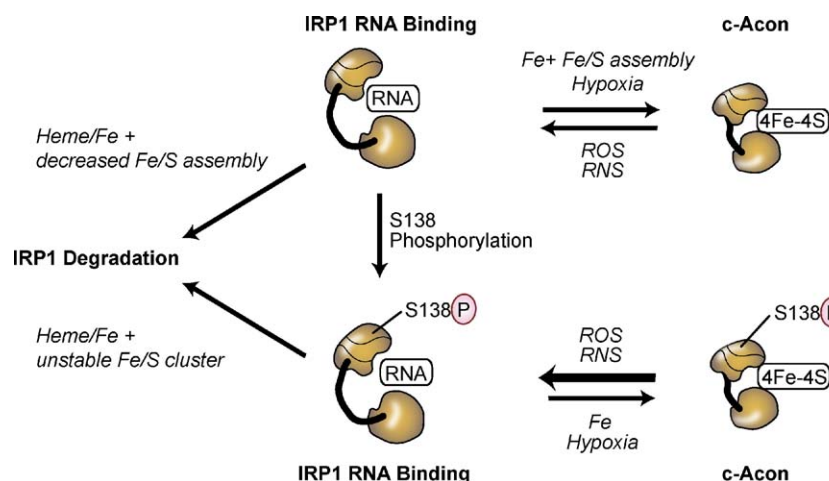 IRP1 RNA Binding
c-Acon
Fe+ Fe/S assembly
Hypoxia
RNA
4Fe-4S
ROS
RNS
Heme/Fe +
decreased Fe/S assembly
S138
Phosphorylation
IRP1 Degradation
S138 P
S138
Heme/Fe +
unstable Fe/S cluster
ROS
RNS
RNA
4Fe-4S
Fe
Hypoxia
IRP1 RNA Binding
c-Acon